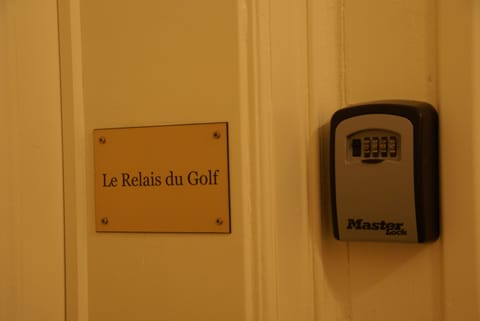 Le Relais du Golf
Master
Lock